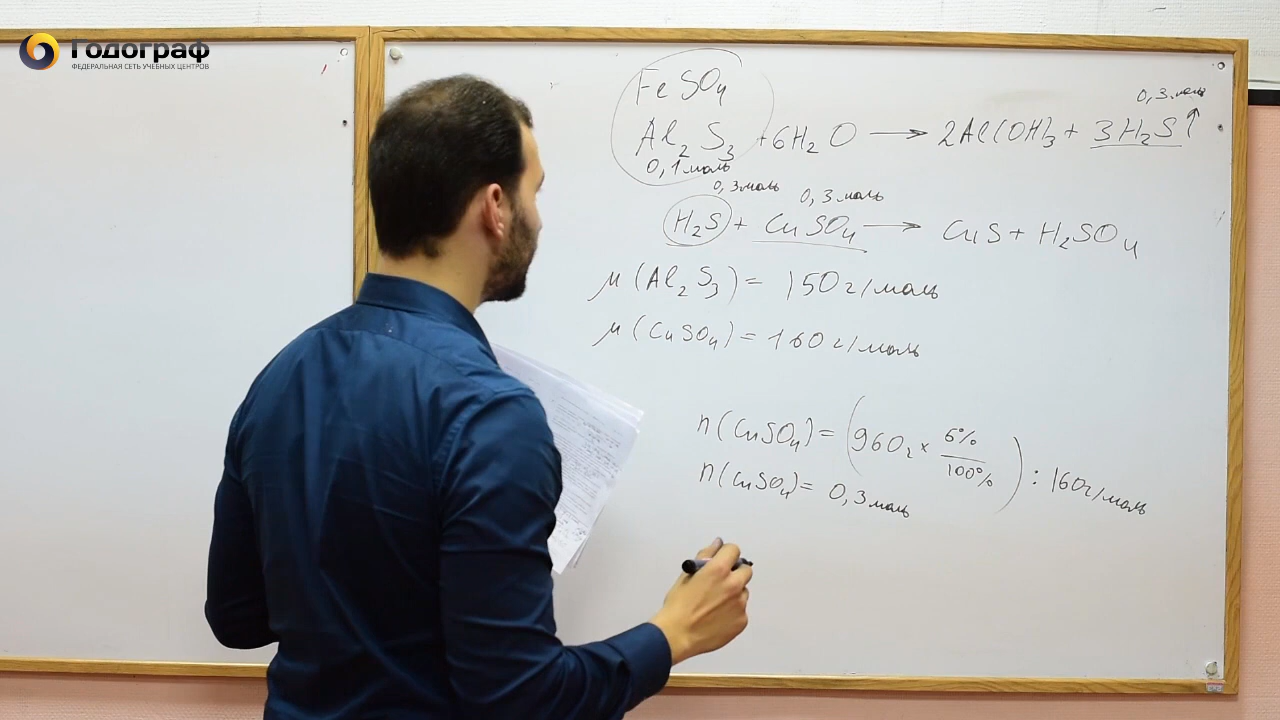 Годограф
ФЕДЕРАЛЬНАЯ СЕТЬ УЧЕБНЫХ ЦЕНТРОВ
FeSO4
0,3 моль
Al2S3 + 6H2O → 2Al(OH)3 + 3H2S↑
0,1 моль
0,3 моль 0,3 моль
H2S + CuSO4 → CuS + H2SO4
μ(Al2S3) = 150 г/моль
μ(CuSO4) = 160 г/моль
n(CuSO4) = (960г × 5%/100%) : 160г/моль
n(CuSO4) = 0,3 моль